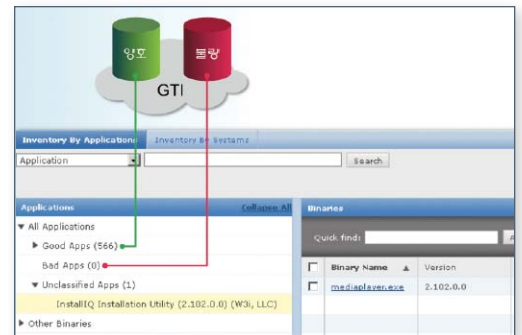 양호
불량
GTI
Inventory By Applications
Inventory By Systems
Application
Search
Applications
Collapse All
Binaries
▼ All Applications
▶ Good Apps (566)
Bad Apps (0)
▼ Unclassified Apps (1)
InstallIQ Installation Utility (2.102.0.0) (W3i, LLC)
▶ Other Binaries
Quick find:
Binary Name ▲
Version
mediaplayer.exe
2.102.0.0